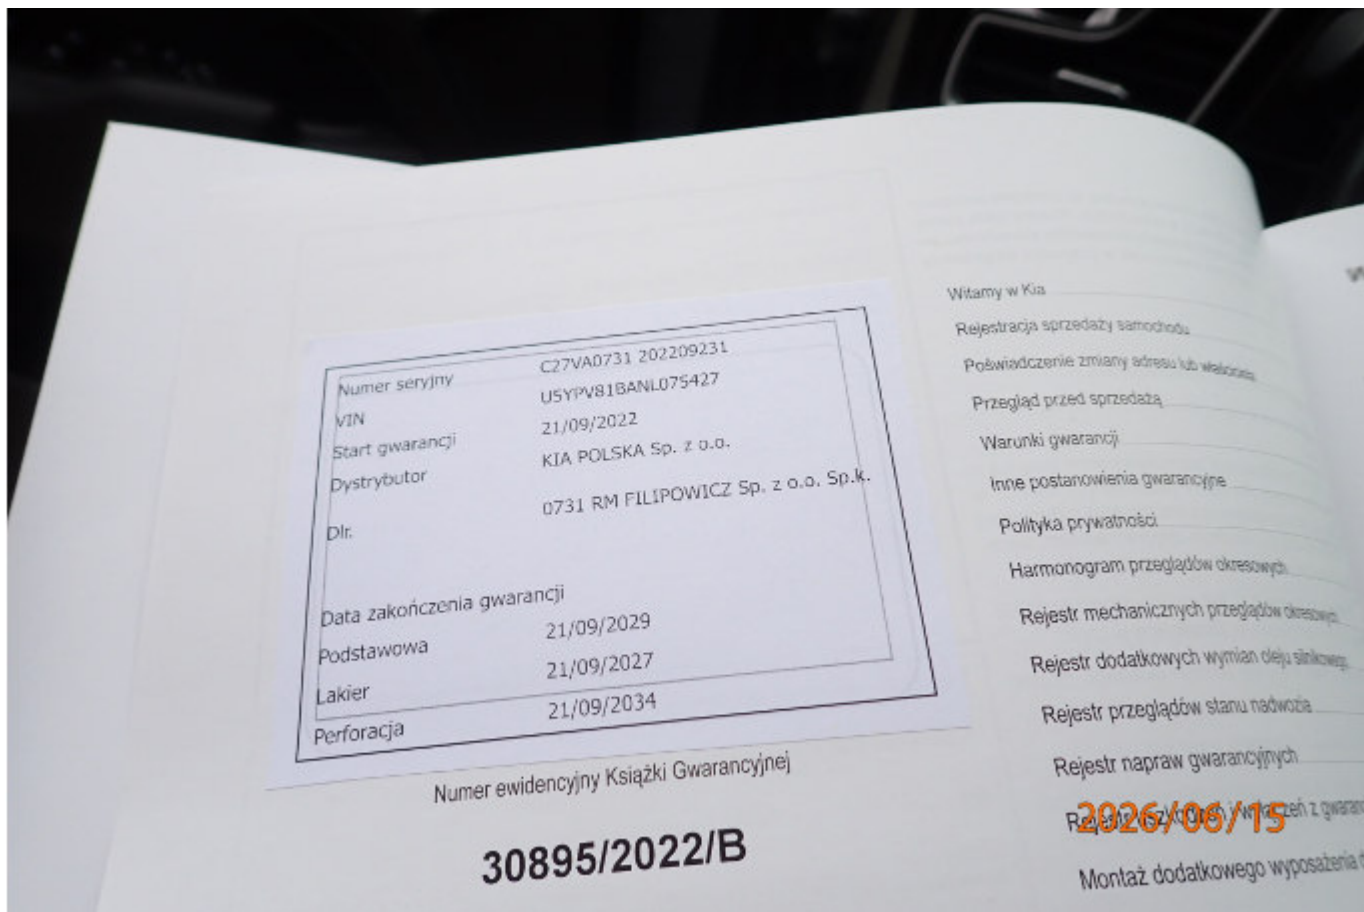 Numer seryjny C27VA0731 202209231
VIN U5YPV81BANL075427
Start gwarancji 21/09/2022
Dystrybutor KIA POLSKA Sp. z o.o.
Dlr. 0731 RM FILIPOWICZ Sp. z o.o. Sp.k.
Data zakończenia gwarancji
Podstawowa 21/09/2029
Lakier 21/09/2027
Perforacja 21/09/2034
Numer ewidencyjny Książki Gwarancyjnej
30895/2022/B
Witamy w Kia
Rejestracja sprzedaży samochodu
Poświadczenie zmiany adresu lub właściciela
Przegląd przed sprzedażą
Warunki gwarancji
Inne postanowienia gwarancyjne
Polityka prywatności
Harmonogram przeglądów okresowych
Rejestr mechanicznych przeglądów okresowych
Rejestr dodatkowych wymian oleju silnikowego
Rejestr przeglądów stanu nadwozia
Rejestr napraw gwarancyjnych
Rejestr z
Montaż dodatkowego wyposażenia
2026/06/15